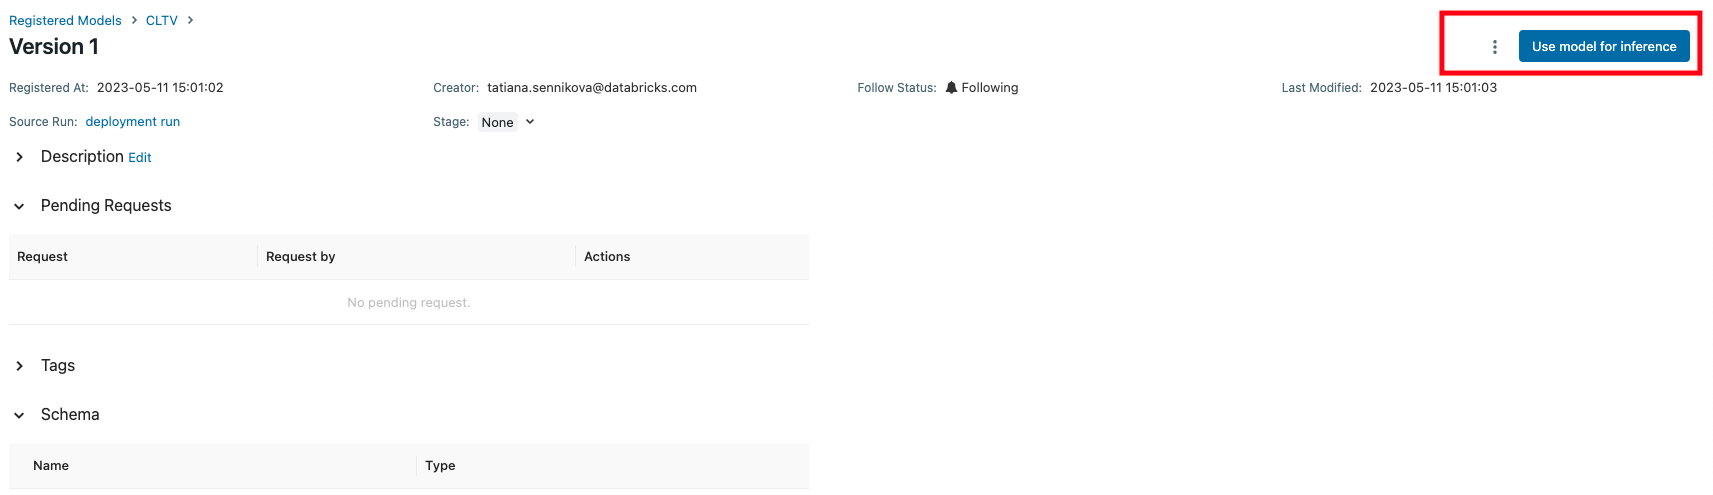 Registered Models > CLTV >
Version 1
Use model for inference
Registered At: 2023-05-11 15:01:02
Creator: tatiana.sennikova@databricks.com
Follow Status: Following
Last Modified: 2023-05-11 15:01:03
Source Run: deployment run
Stage: None
Description Edit
Pending Requests
Request Request by Actions
No pending request.
Tags
Schema
Name Type